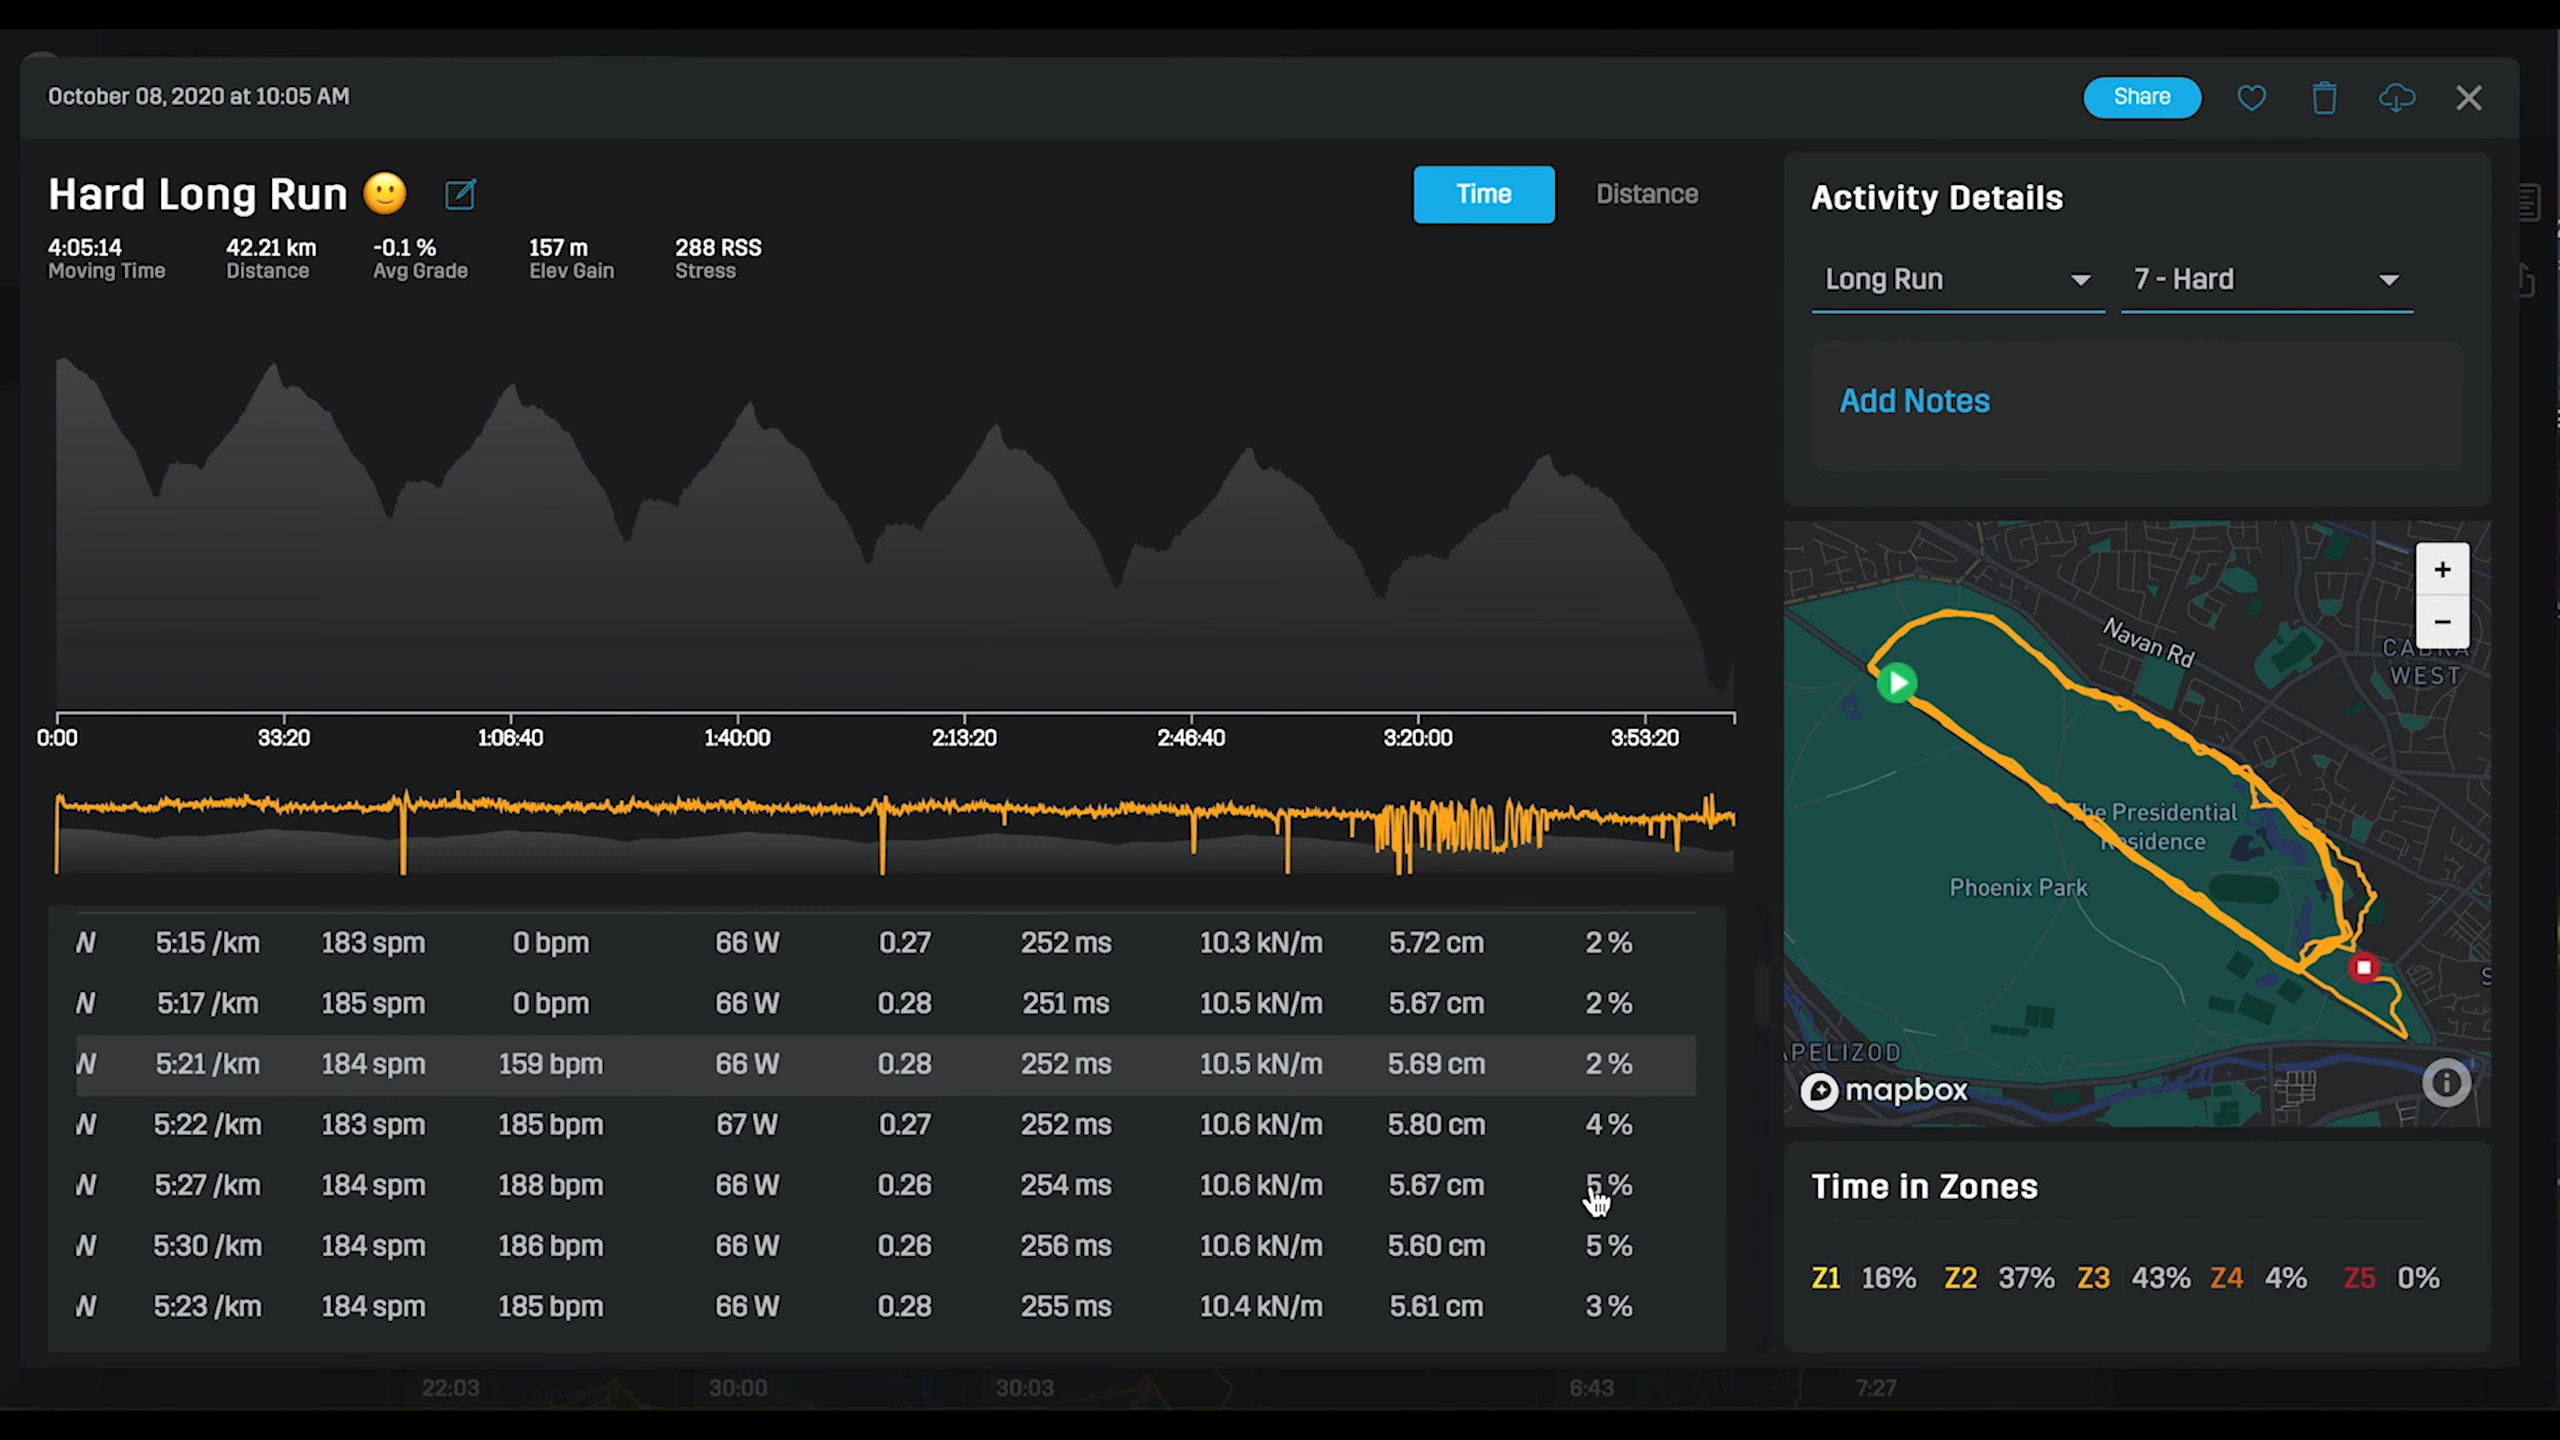 October 08, 2020 at 10:05 AM
Share
Hard Long Run 🙂
Time
Distance
4:05:14
42.21 km
-0.1 %
157 m
288 RSS
Moving Time
Distance
Avg Grade
Elev Gain
Stress
0:00
33:20
1:06:40
1:40:00
2:13:20
2:46:40
3:20:00
3:53:20
W 5:15 /km 183 spm 0 bpm 66 W 0.27 252 ms 10.3 kN/m 5.72 cm 2 %
W 5:17 /km 185 spm 0 bpm 66 W 0.28 251 ms 10.5 kN/m 5.67 cm 2 %
W 5:21 /km 184 spm 159 bpm 66 W 0.28 252 ms 10.5 kN/m 5.69 cm 2 %
W 5:22 /km 183 spm 185 bpm 67 W 0.27 252 ms 10.6 kN/m 5.80 cm 4 %
W 5:27 /km 184 spm 188 bpm 66 W 0.26 254 ms 10.6 kN/m 5.67 cm 5 %
W 5:30 /km 184 spm 186 bpm 66 W 0.26 256 ms 10.6 kN/m 5.60 cm 5 %
W 5:23 /km 184 spm 185 bpm 66 W 0.28 255 ms 10.4 kN/m 5.61 cm 3 %
Activity Details
Long Run
7 - Hard
Add Notes
+
−
Navan Rd
CABRA
WEST
The Presidential
Residence
Phoenix Park
APELIZOD
mapbox
Time in Zones
Z1 16% Z2 37% Z3 43% Z4 4% Z5 0%
22:03
30:00
30:03
6:43
7:27